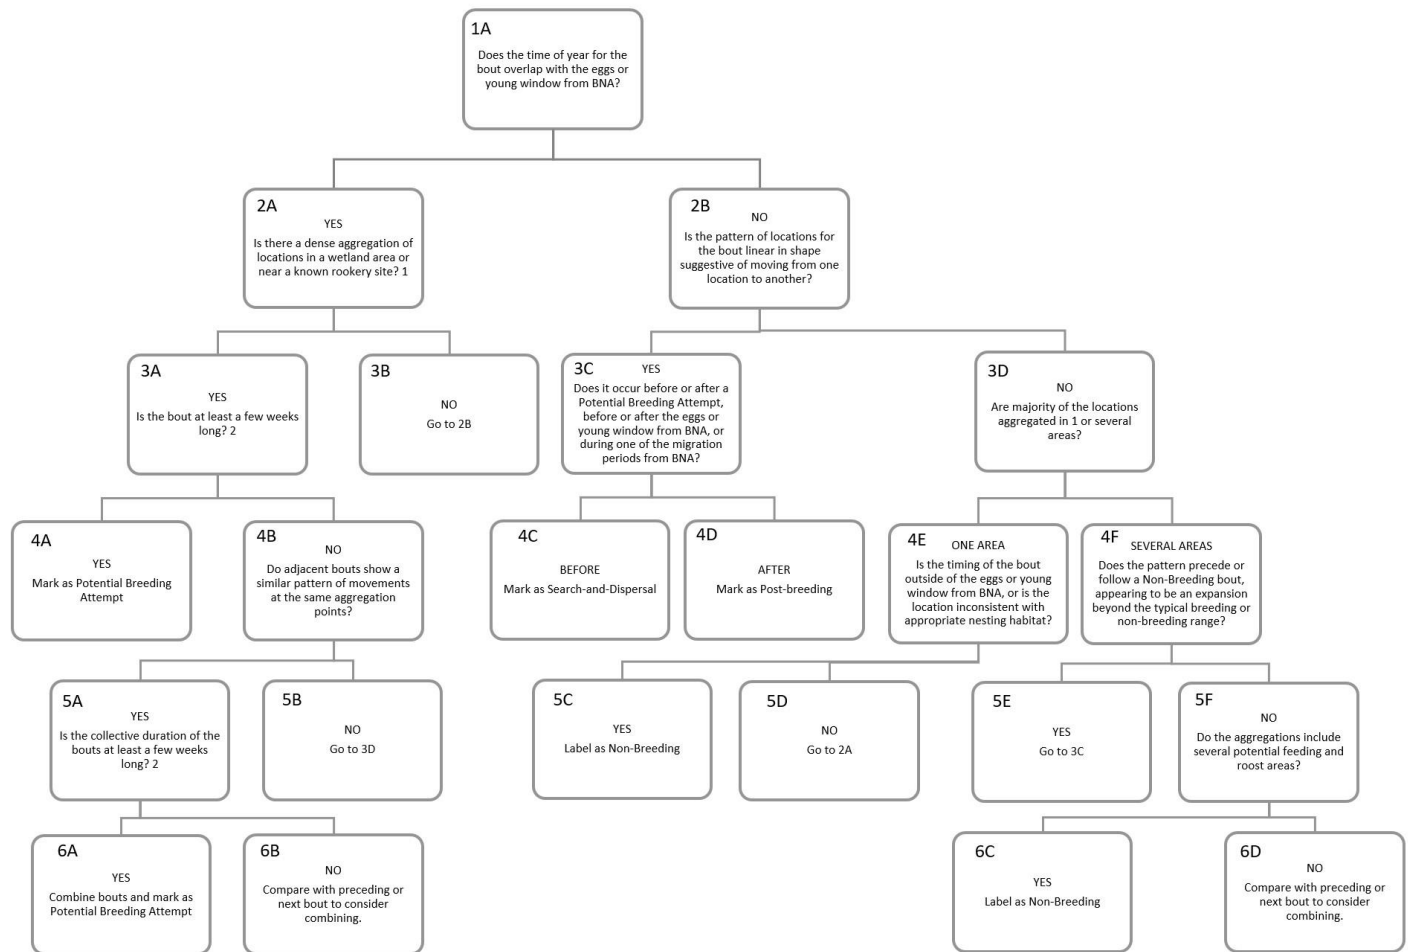 1A
Does the time of year for the
bout overlap with the eggs or
young window from BNA?
2A
YES
Is there a dense aggregation of
locations in a wetland area or
near a known rookery site? 1
2B
NO
Is the pattern of locations for
the bout linear in shape
suggestive of moving from one
location to another?
3A
YES
Is the bout at least a few weeks
long? 2
3B
NO
Go to 2B
3C
YES
Does it occur before or after a
Potential Breeding Attempt,
before or after the eggs or
young window from BNA, or
during one of the migration
periods from BNA?
3D
NO
Are majority of the locations
aggregated in 1 or several
areas?
4A
YES
Mark as Potential Breeding
Attempt
4B
NO
Do adjacent bouts show a
similar pattern of movements
at the same aggregation
points?
4C
BEFORE
Mark as Search-and-Dispersal
4D
AFTER
Mark as Post-breeding
4E
ONE AREA
Is the timing of the bout
outside of the eggs or young
window from BNA, or is the
location inconsistent with
appropriate nesting habitat?
4F
SEVERAL AREAS
Does the pattern precede or
follow a Non-Breeding bout,
appearing to be an expansion
beyond the typical breeding or
non-breeding range?
5A
YES
Is the collective duration of the
bouts at least a few weeks
long? 2
5B
NO
Go to 3D
5C
YES
Label as Non-Breeding
5D
NO
Go to 2A
5E
YES
Go to 3C
5F
NO
Do the aggregations include
several potential feeding and
roost areas?
6A
YES
Combine bouts and mark as
Potential Breeding Attempt
6B
NO
Compare with preceding or
next bout to consider
combining.
6C
YES
Label as Non-Breeding
6D
NO
Compare with preceding or
next bout to consider
combining.